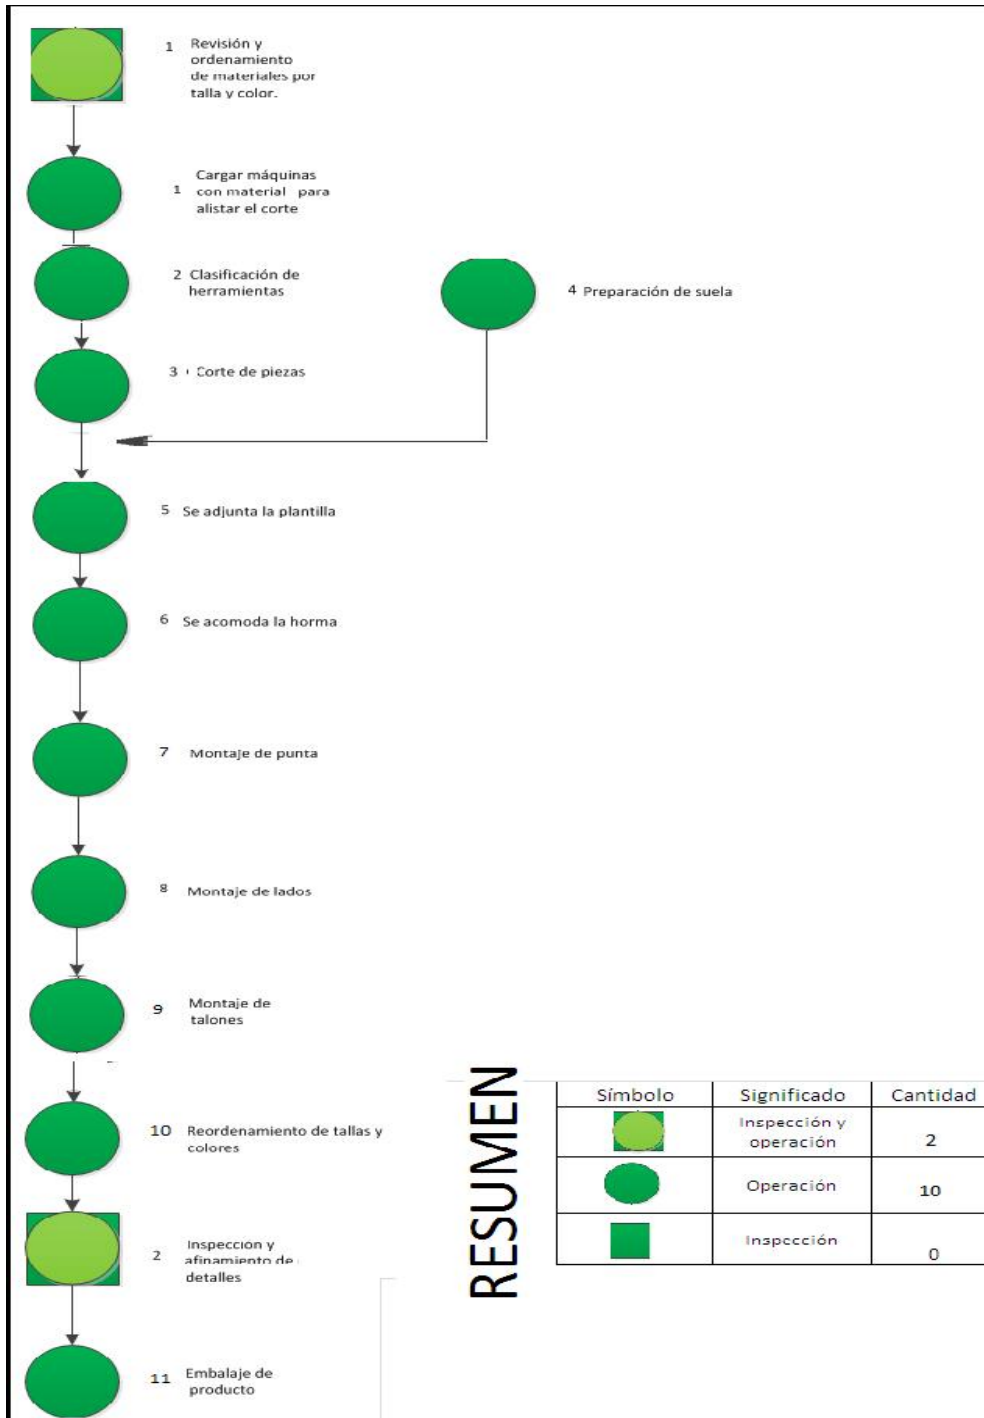 1 Revisión y
ordenamiento
de materiales por
talla y color.
1 Cargar máquinas
con material para
alistar el corte
2 Clasificación de
herramientas
4 Preparación de suela
3 Corte de piezas
5 Se adjunta la plantilla
6 Se acomoda la horma
7 Montaje de punta
8 Montaje de lados
9 Montaje de
talones
10 Reordenamiento de tallas y
colores
2 Inspección y
afinamiento de
detalles
11 Embalaje de
producto
RESUMEN
Símbolo Significado Cantidad
Inspección y
operación 2
Operación 10
Inspección 0